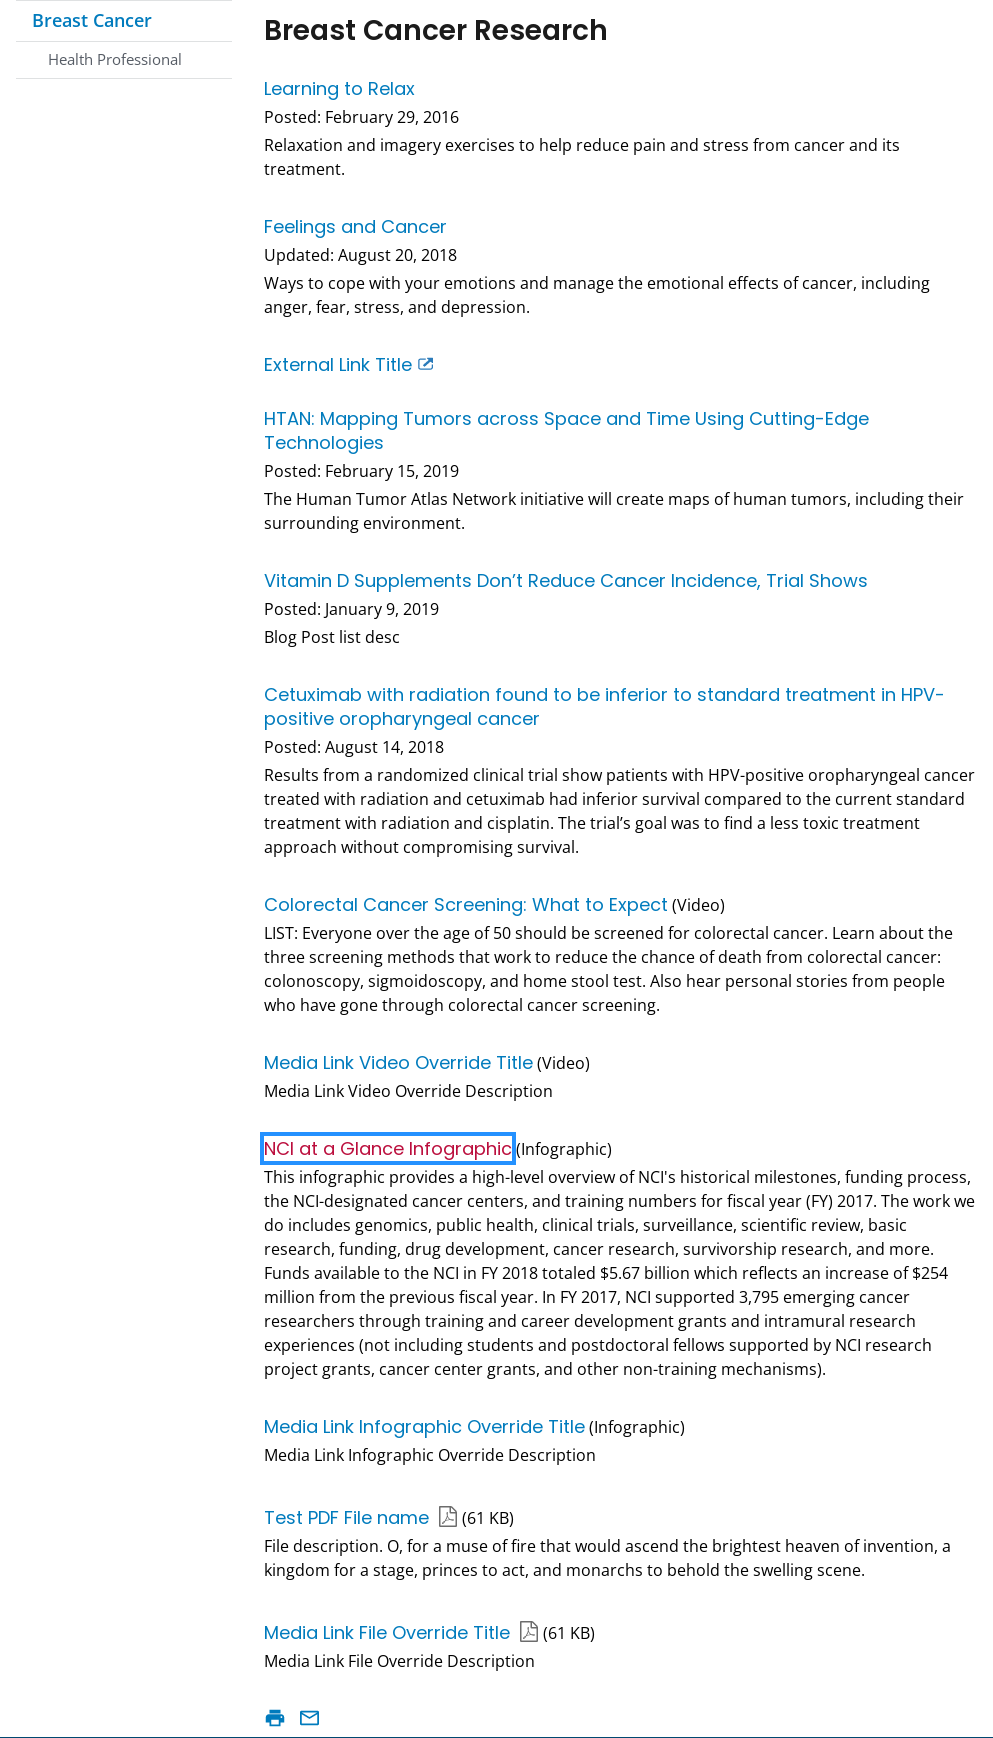 Breast Cancer
Health Professional
Breast Cancer Research
Learning to Relax
Posted: February 29, 2016
Relaxation and imagery exercises to help reduce pain and stress from cancer and its
treatment.
Feelings and Cancer
Updated: August 20, 2018
Ways to cope with your emotions and manage the emotional effects of cancer, including
anger, fear, stress, and depression.
External Link Title
HTAN: Mapping Tumors across Space and Time Using Cutting-Edge
Technologies
Posted: February 15, 2019
The Human Tumor Atlas Network initiative will create maps of human tumors, including their
surrounding environment.
Vitamin D Supplements Don’t Reduce Cancer Incidence, Trial Shows
Posted: January 9, 2019
Blog Post list desc
Cetuximab with radiation found to be inferior to standard treatment in HPV-
positive oropharyngeal cancer
Posted: August 14, 2018
Results from a randomized clinical trial show patients with HPV-positive oropharyngeal cancer
treated with radiation and cetuximab had inferior survival compared to the current standard
treatment with radiation and cisplatin. The trial’s goal was to find a less toxic treatment
approach without compromising survival.
Colorectal Cancer Screening: What to Expect (Video)
LIST: Everyone over the age of 50 should be screened for colorectal cancer. Learn about the
three screening methods that work to reduce the chance of death from colorectal cancer:
colonoscopy, sigmoidoscopy, and home stool test. Also hear personal stories from people
who have gone through colorectal cancer screening.
Media Link Video Override Title (Video)
Media Link Video Override Description
NCI at a Glance Infographic (Infographic)
This infographic provides a high-level overview of NCI's historical milestones, funding process,
the NCI-designated cancer centers, and training numbers for fiscal year (FY) 2017. The work we
do includes genomics, public health, clinical trials, surveillance, scientific review, basic
research, funding, drug development, cancer research, survivorship research, and more.
Funds available to the NCI in FY 2018 totaled $5.67 billion which reflects an increase of $254
million from the previous fiscal year. In FY 2017, NCI supported 3,795 emerging cancer
researchers through training and career development grants and intramural research
experiences (not including students and postdoctoral fellows supported by NCI research
project grants, cancer center grants, and other non-training mechanisms).
Media Link Infographic Override Title (Infographic)
Media Link Infographic Override Description
Test PDF File name (61 KB)
File description. O, for a muse of fire that would ascend the brightest heaven of invention, a
kingdom for a stage, princes to act, and monarchs to behold the swelling scene.
Media Link File Override Title (61 KB)
Media Link File Override Description